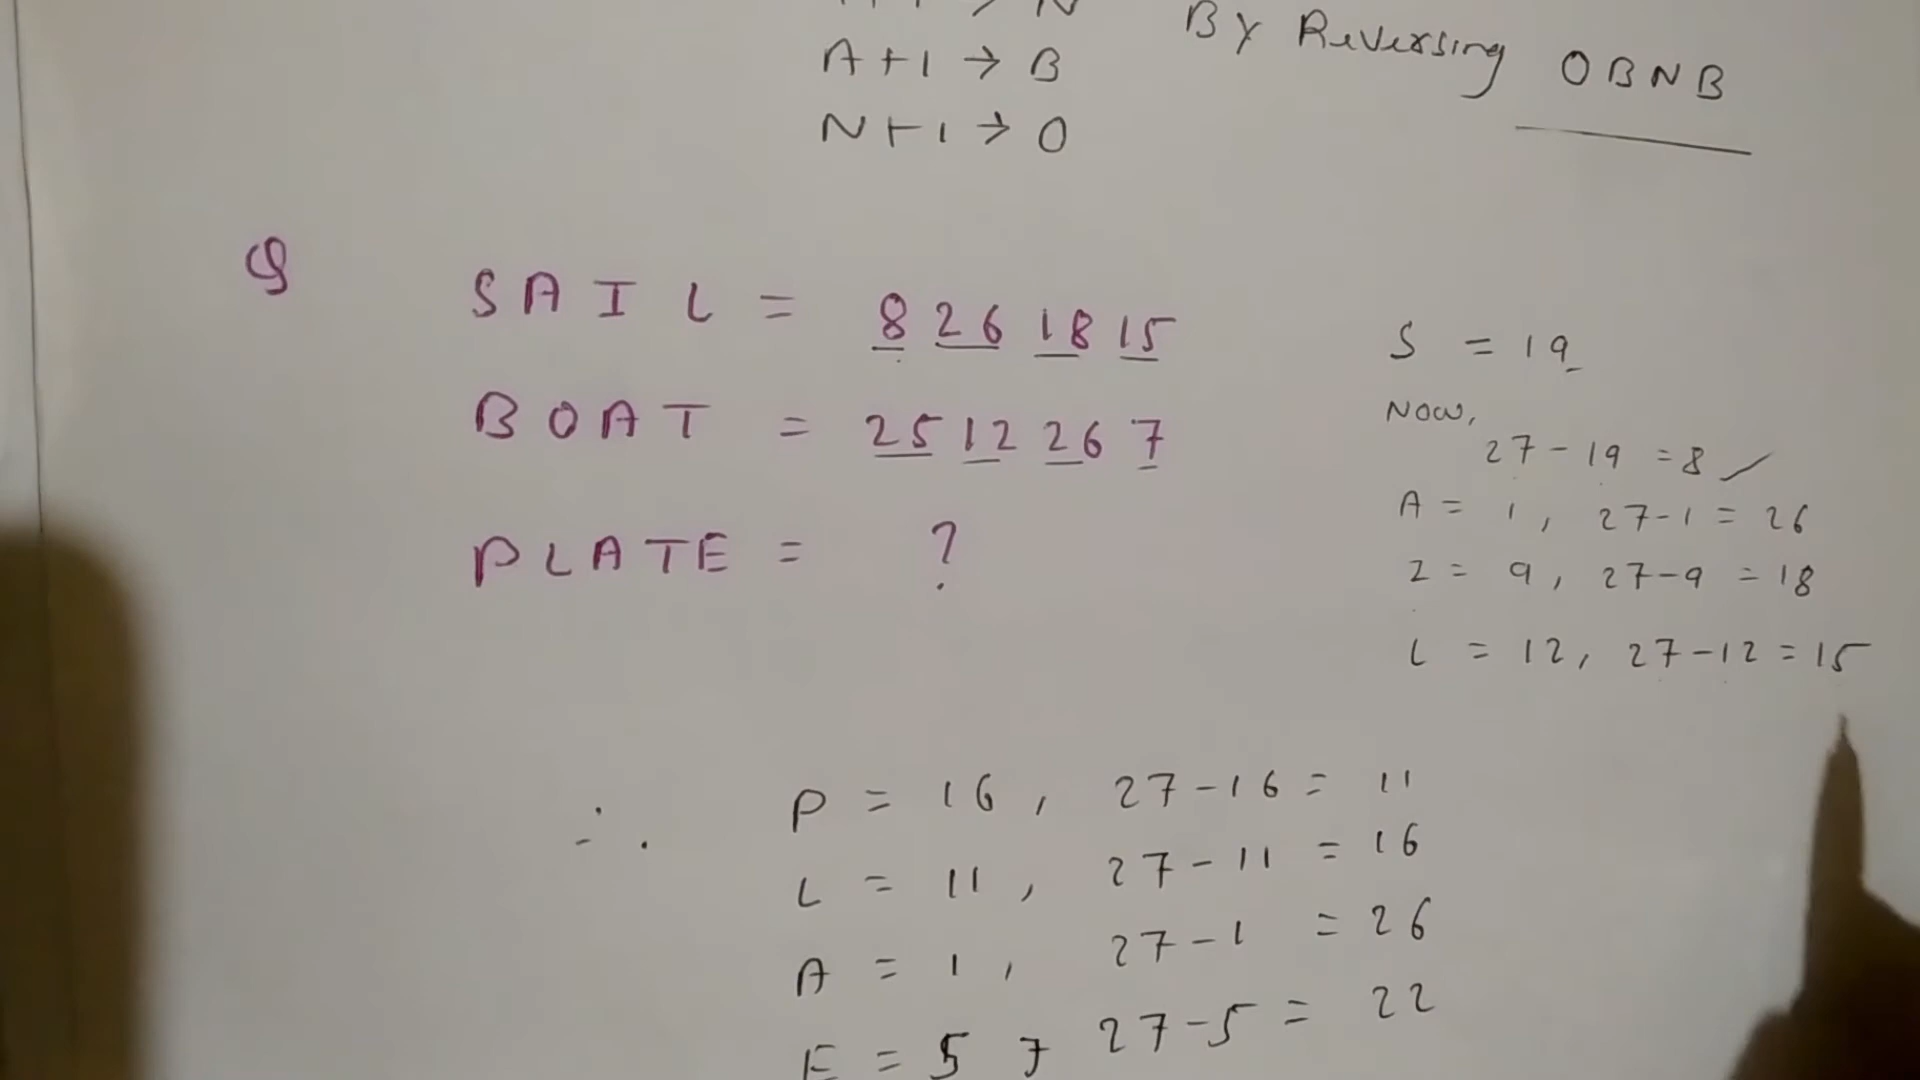 A+1 → B
N+1 → O
By Reversing OBNB
Q
SAIL = 8 26 18 15
BOAT = 25 12 26 7
PLATE = ?
S = 19
Now,
27-19 = 8
A = 1, 27-1 = 26
I = 9, 27-9 = 18
L = 12, 27-12 = 15
∴ P = 16, 27-16 = 11
L = 11, 27-11 = 16
A = 1, 27-1 = 26
E = 5, 27-5 = 22